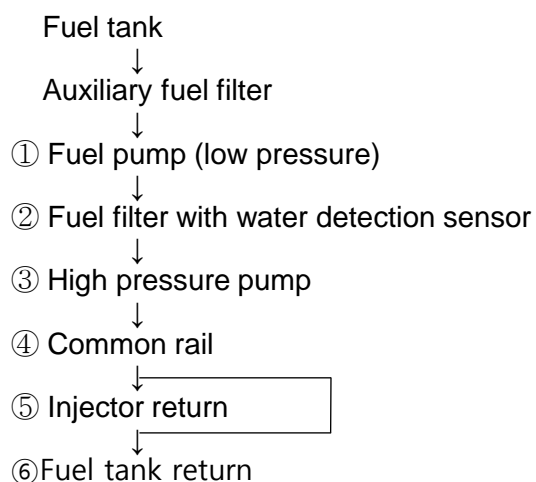 Fuel tank
↓
Auxiliary fuel filter
↓
① Fuel pump (low pressure)
↓
② Fuel filter with water detection sensor
↓
③ High pressure pump
↓
④ Common rail
↓
⑤ Injector return
↓
⑥Fuel tank return